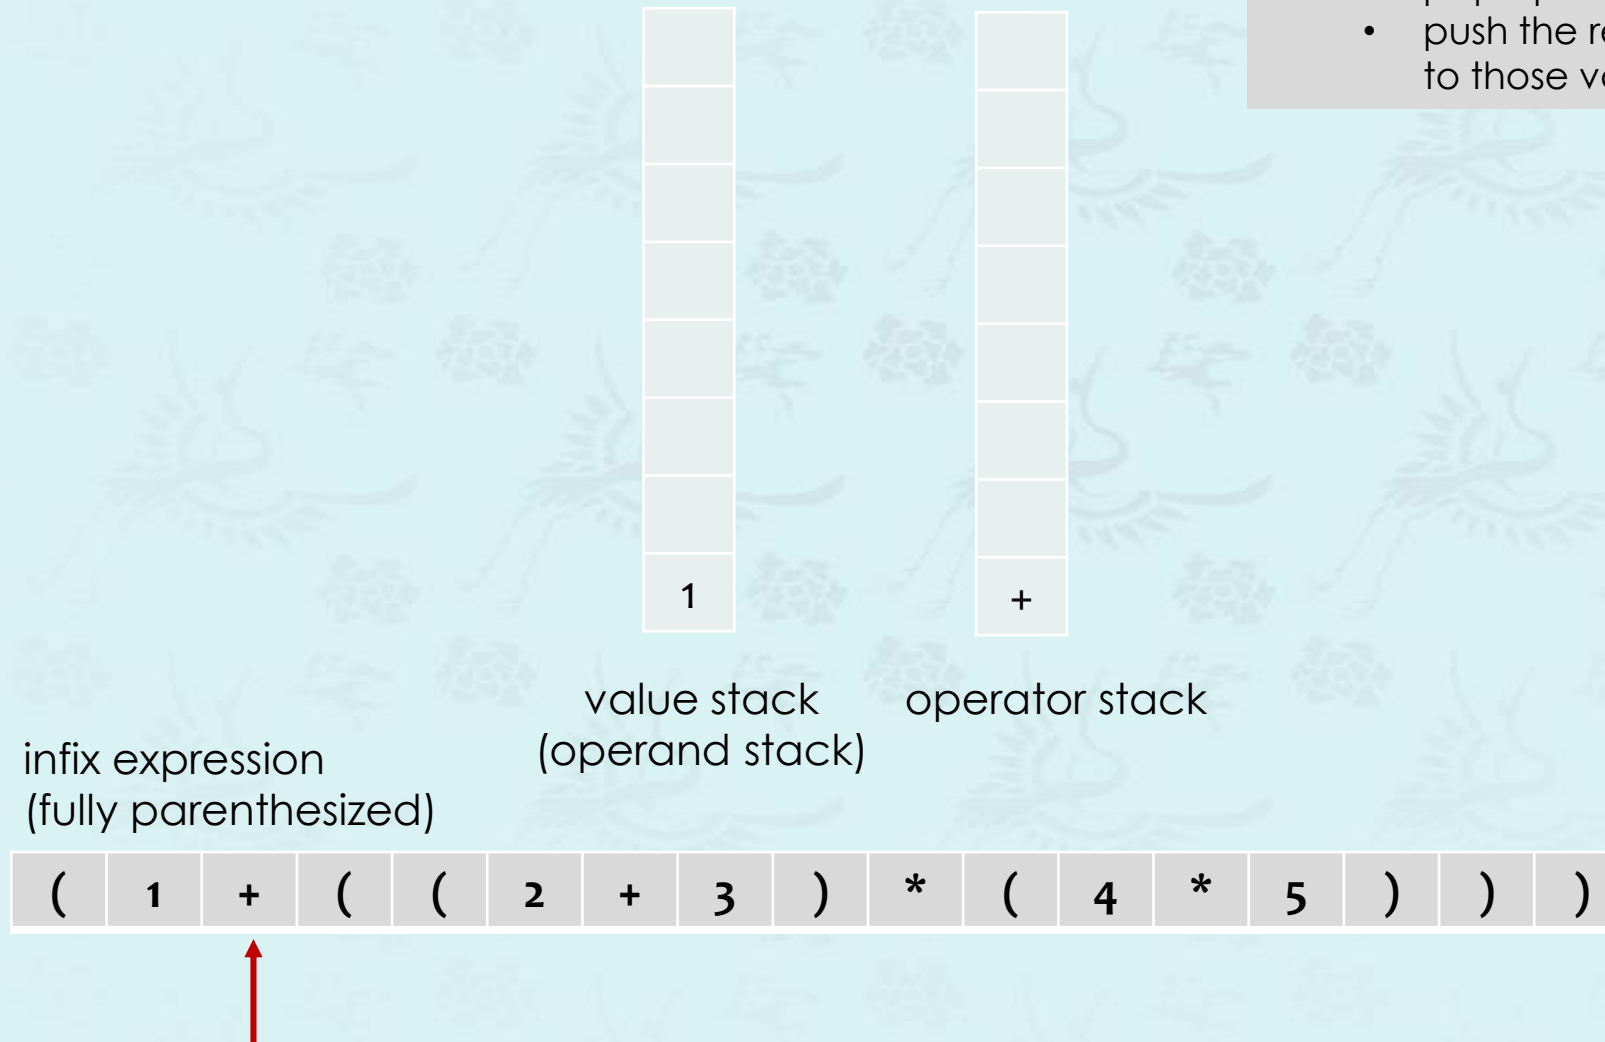 • push the
to those
1
+
value stack
(operand stack)
operator stack
infix expression
(fully parenthesized)
( 1 + ( ( 2 + 3 ) * ( 4 * 5 ) ) )